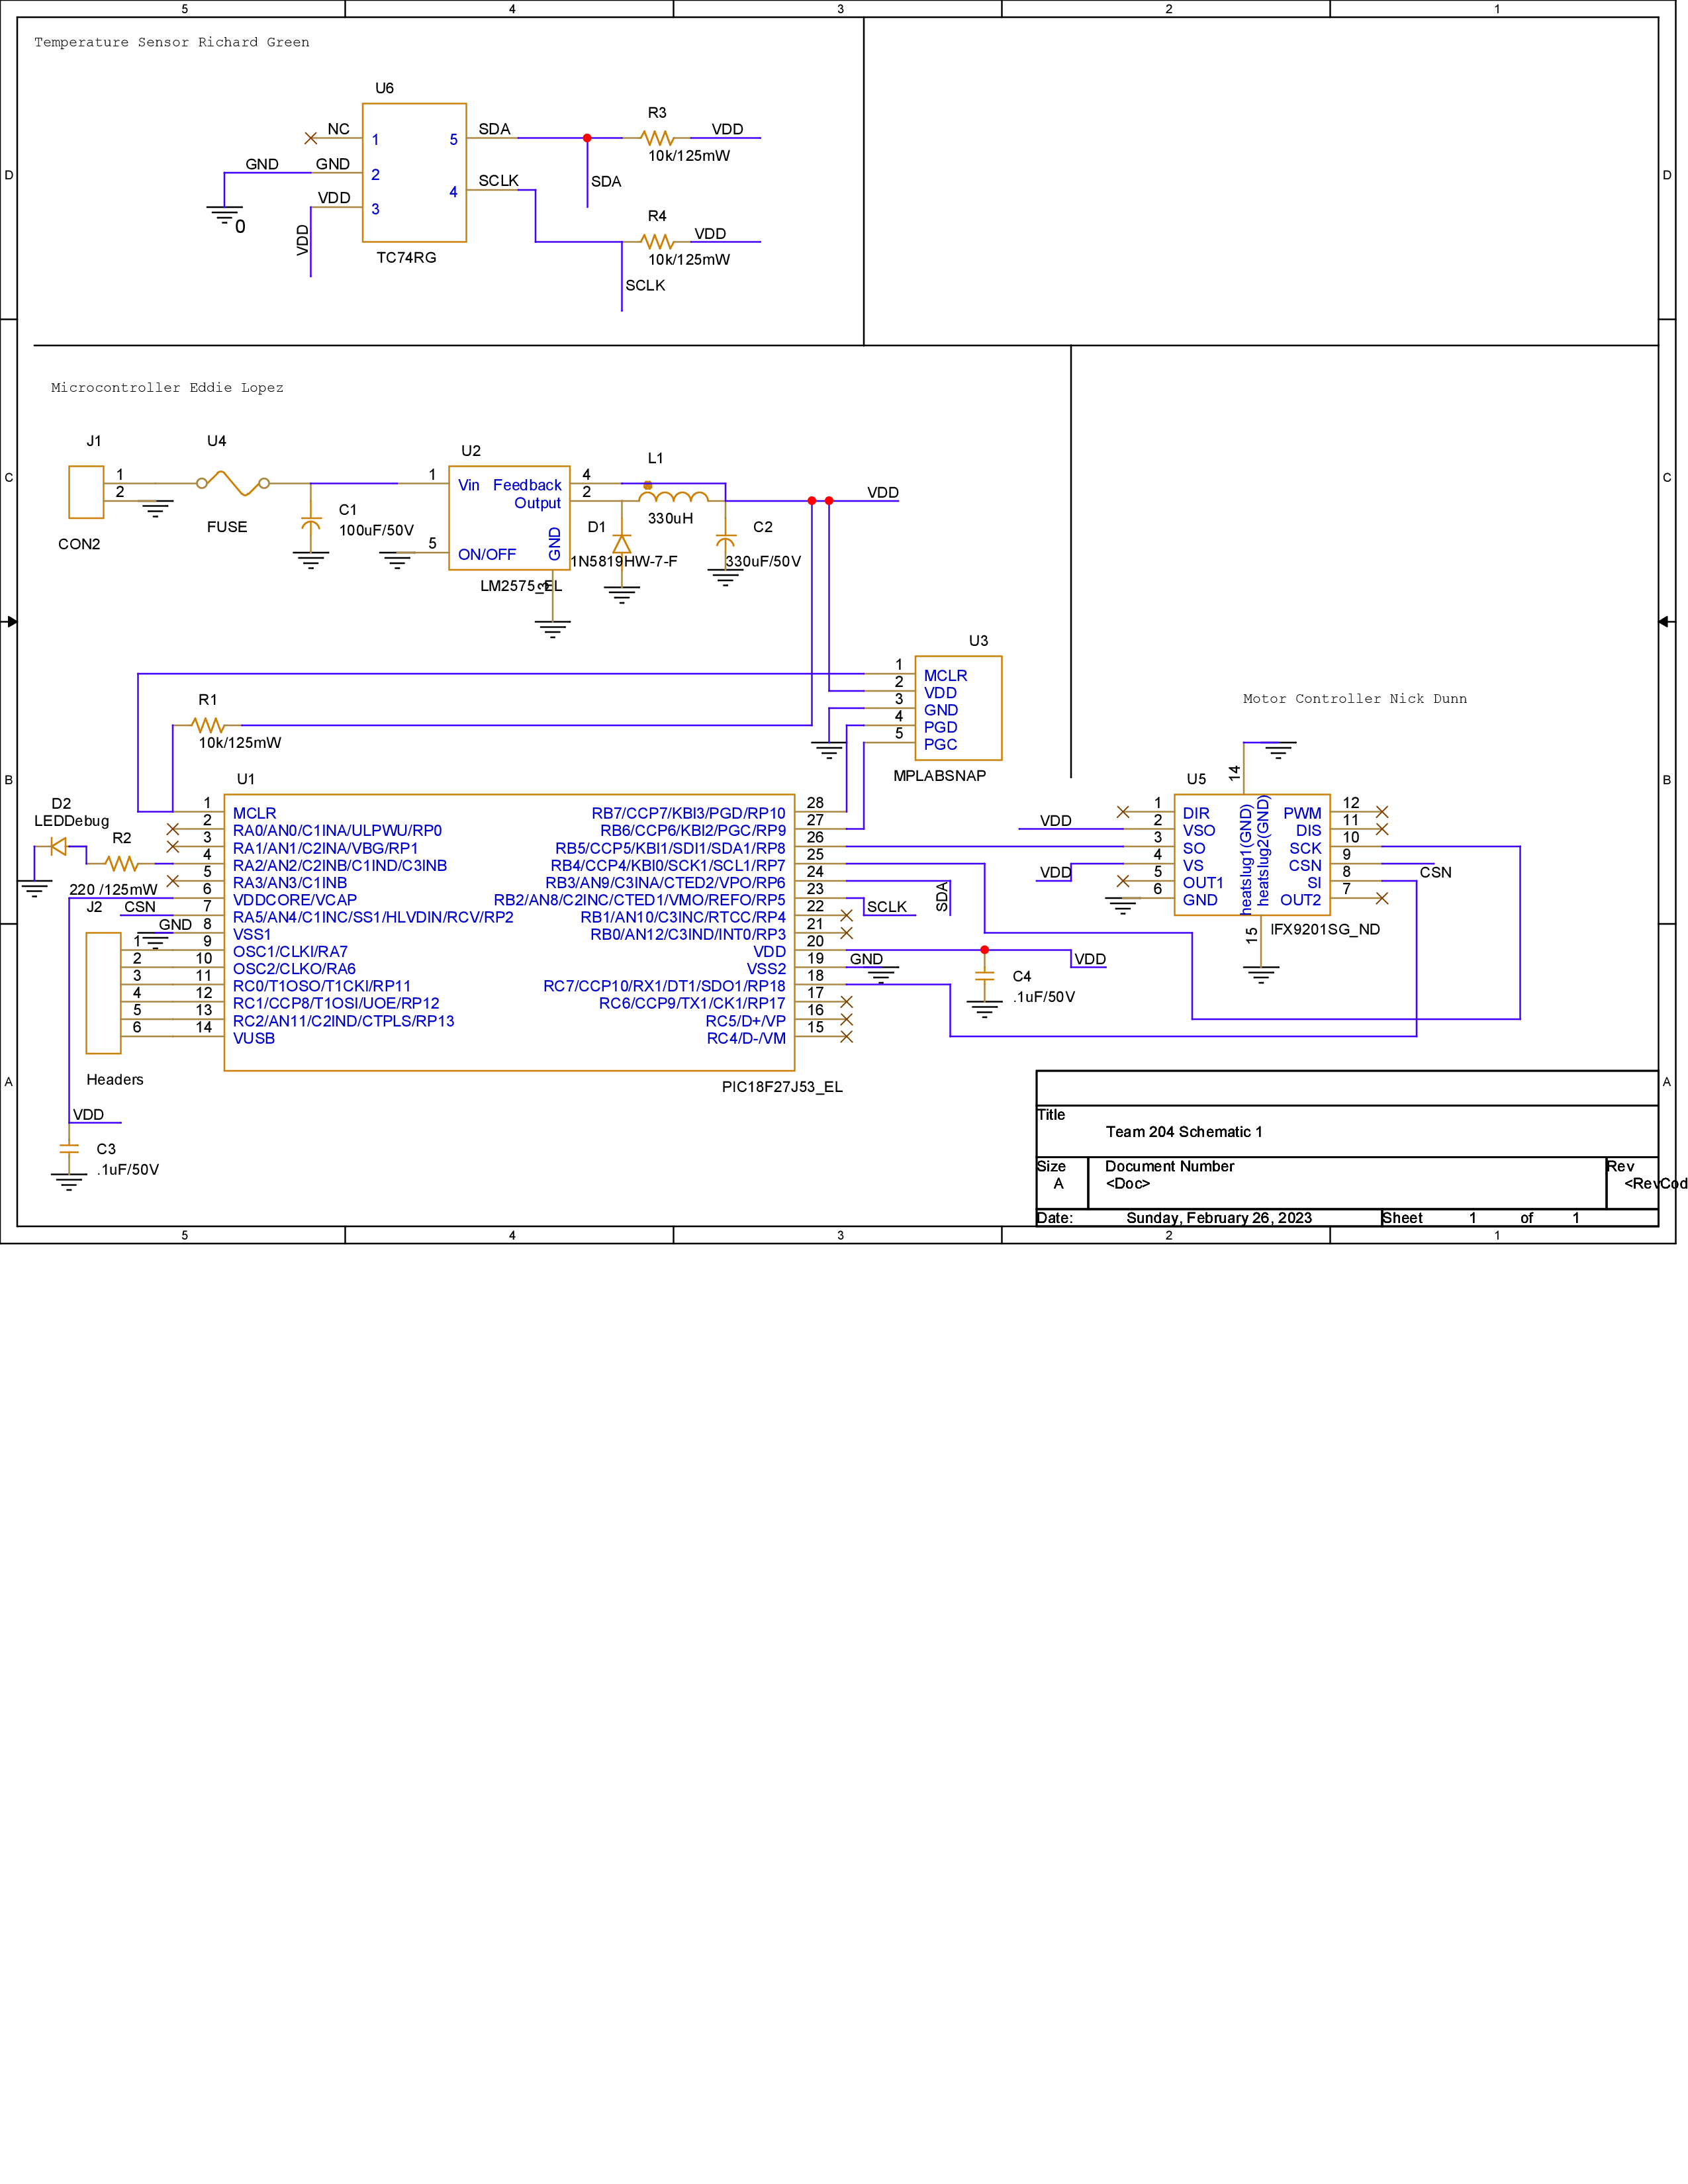 5 4 3 2 1
Temperature Sensor Richard Green
U6
NC 1
GND GND 2
VDD 3
VDD
0
5 SDA
4 SCLK
TC74RG
R3
VDD
10k/125mW
SDA
R4
VDD
10k/125mW
SCLK
D D
Microcontroller Eddie Lopez
C C
J1
1
2
CON2
U4
FUSE
C1
100uF/50V
U2
1 Vin Feedback 4
Output 2
5 ON/OFF
GND
3
LM2575_EL
L1
330uH
D1
1N5819HW-7-F
C2
330uF/50V
VDD
U3
1 MCLR
2 VDD
3 GND
4 PGD
5 PGC
MPLABSNAP
R1
10k/125mW
B B
D2
LEDDebug
R2
220 /125mW
U1
1 MCLR
2 RA0/AN0/C1INA/ULPWU/RP0
3 RA1/AN1/C2INA/VBG/RP1
4 RA2/AN2/C2INB/C1IND/C3INB
5 RA3/AN3/C1INB
6 VDDCORE/VCAP
CSN 7 RA5/AN4/C1INC/SS1/HLVDIN/RCV/RP2
GND 8 VSS1
9 OSC1/CLKI/RA7
10 OSC2/CLKO/RA6
11 RC0/T1OSO/T1CKI/RP11
12 RC1/CCP8/T1OSI/UOE/RP12
13 RC2/AN11/C2IND/CTPLS/RP13
14 VUSB
RB7/CCP7/KBI3/PGD/RP10 28
RB6/CCP6/KBI2/PGC/RP9 27
RB5/CCP5/KBI1/SDI1/SDA1/RP8 26
RB4/CCP4/KBI0/SCK1/SCL1/RP7 25
RB3/AN9/C3INA/CTED2/VPO/RP6 24
RB2/AN8/C2INC/CTED1/VMO/REFO/RP5 23
RB1/AN10/C3INC/RTCC/RP4 22
RB0/AN12/C3IND/INT0/RP3 21
VDD 20
VSS2 19
RC7/CCP10/RX1/DT1/SDO1/RP18 18
RC6/CCP9/TX1/CK1/RP17 17
RC5/D+/VP 16
RC4/D-/VM 15
PIC18F27J53_EL
SCLK
SDA
GND
VDD
C4
.1uF/50V
J2
1
2
3
4
5
6
Headers
VDD
C3
.1uF/50V
Motor Controller Nick Dunn
U5
14
1 DIR
VDD 2 VSO
3 SO
VDD 4 VS
5 OUT1
6 GND
heatslug1(GND)
heatslug2(GND)
PWM 12
DIS 11
SCK 10
CSN 9 CSN
SI 8
OUT2 7
15
IFX9201SG_ND
A A
Title
Team 204 Schematic 1
Size Document Number Rev
A <Doc> <RevCod
Date: Sunday, February 26, 2023 Sheet 1 of 1
5 4 3 2 1